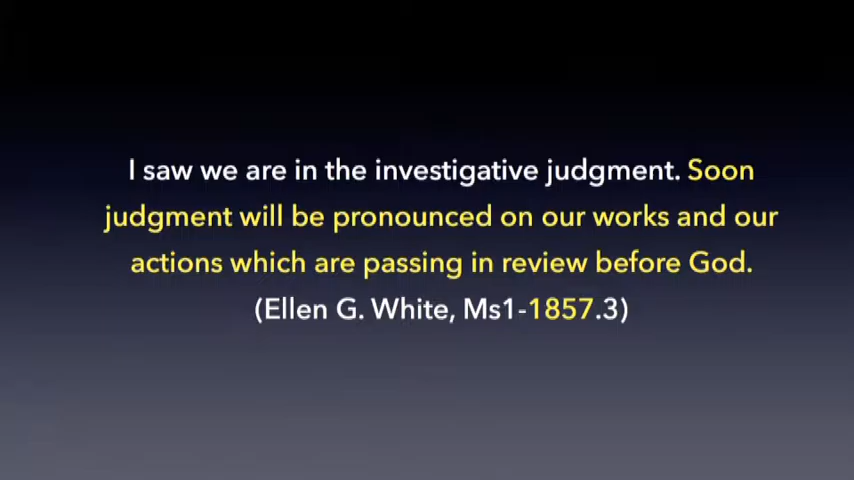 I saw we are in the investigative judgment. Soon
judgment will be pronounced on our works and our
actions which are passing in review before God.
(Ellen G. White, Ms1-1857.3)